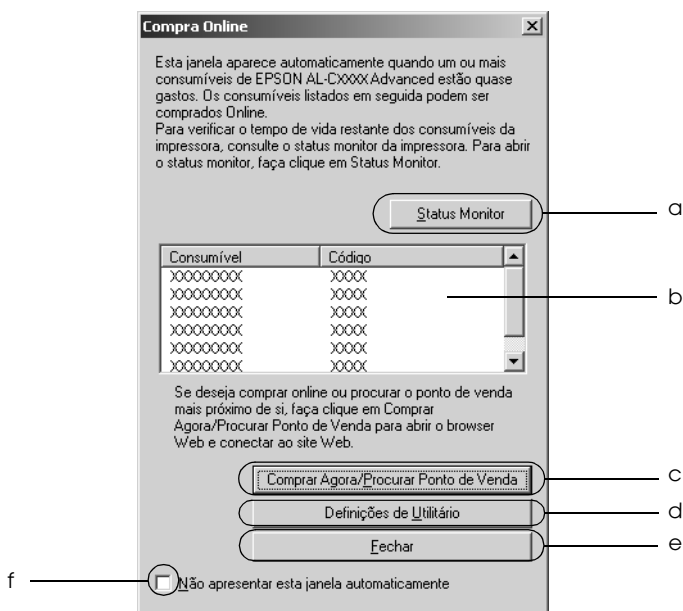 Compra Online
Esta janela aparece automaticamente quando um ou mais
consumíveis de EPSON AL-CXXXX Advanced estão quase
gastos. Os consumíveis listados em seguida podem ser
comprados Online.
Para verificar o tempo de vida restante dos consumíveis da
impressora, consulte o status monitor da impressora. Para abrir
o status monitor, faça clique em Status Monitor.
Status Monitor
a
Consumível Código
XXXXXXXX XXXX
XXXXXXXX XXXX
b
XXXXXXXX XXXX
XXXXXXXX XXXX
XXXXXXXX XXXX
XXXXXXXX XXXX
Se deseja comprar online ou procurar o ponto de venda
mais próximo de si, faça clique em Comprar
Agora/Procurar Ponto de Venda para abrir o browser
Web e conectar ao site Web.
Comprar Agora/Procurar Ponto de Venda
c
Definições de Utilitário
d
Fechar
e
f
Não apresentar esta janela automaticamente